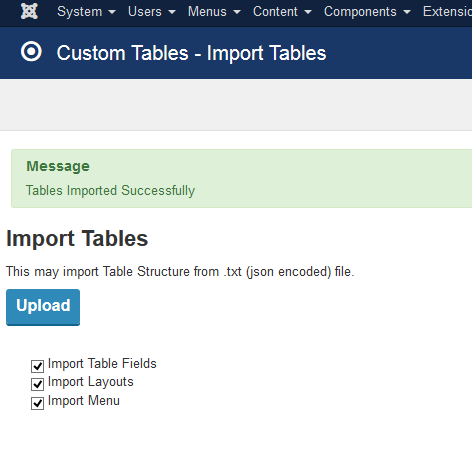 System Users Menus Content Components Extensio
Custom Tables - Import Tables
Message
Tables Imported Successfully
Import Tables
This may import Table Structure from .txt (json encoded) file.
Upload
Import Table Fields
Import Layouts
Import Menu